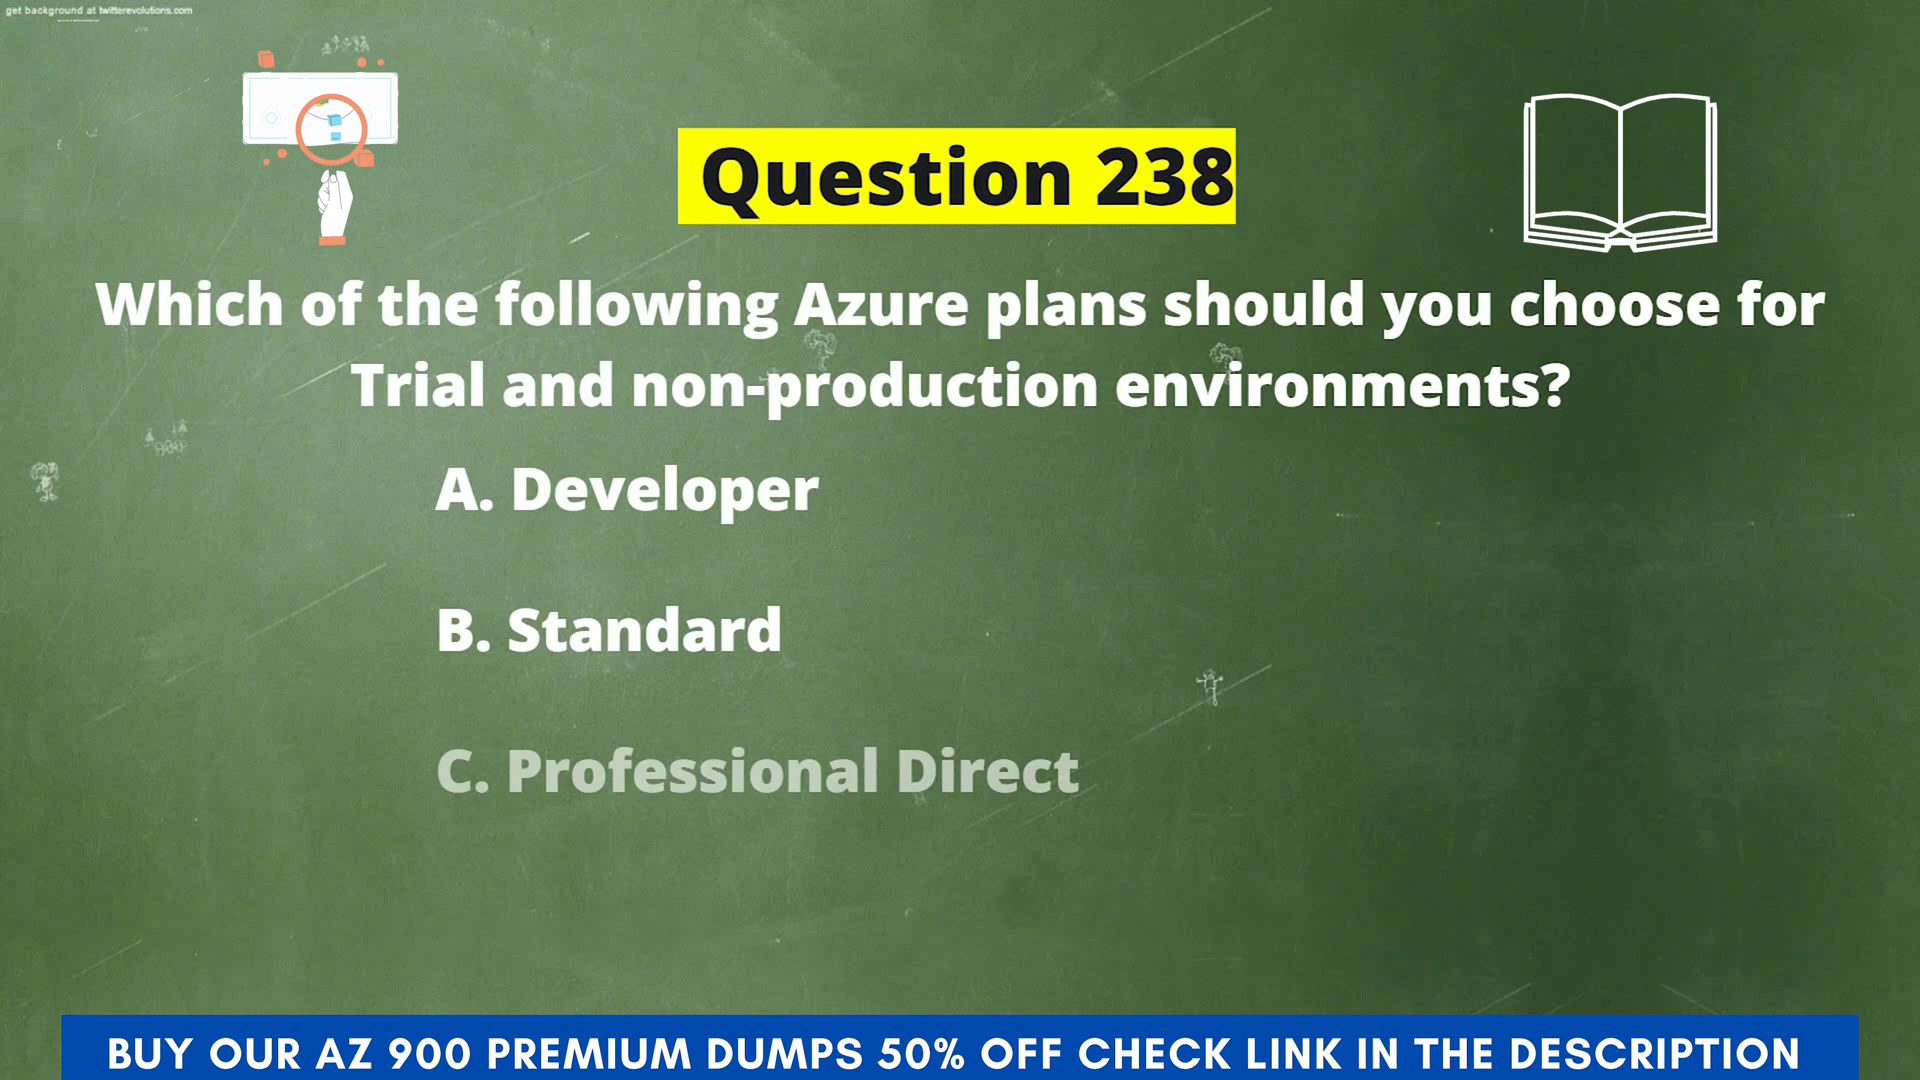 get background at twitterevolutions.com
Question 238
Which of the following Azure plans should you choose for
Trial and non-production environments?
A. Developer
B. Standard
C. Professional Direct
BUY OUR AZ 900 PREMIUM DUMPS 50% OFF CHECK LINK IN THE DESCRIPTION